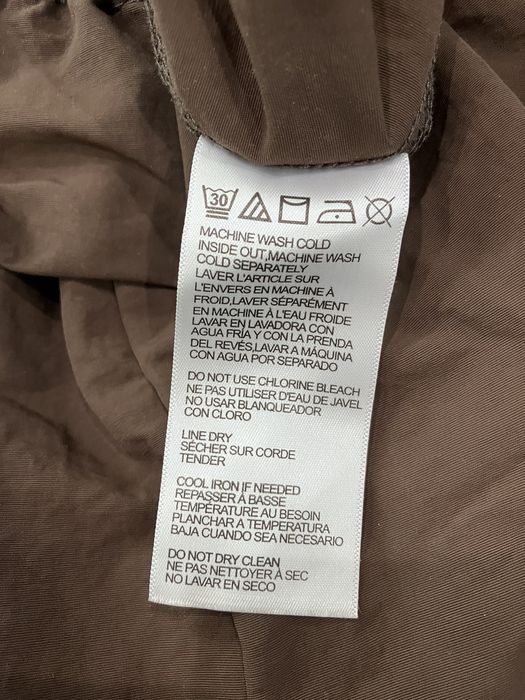 30
MACHINE WASH COLD
INSIDE OUT,MACHINE WASH
COLD SEPARATELY
LAVER L'ARTICLE SUR
L'ENVERS EN MACHINE À
FROID,LAVER SÉPARÉMENT
EN MACHINE À L'EAU FROIDE
LAVAR EN LAVADORA CON
AGUA FRÍA Y CON LA PRENDA
DEL REVÉS,LAVAR A MÁQUINA
CON AGUA POR SEPARADO
DO NOT USE CHLORINE BLEACH
NE PAS UTILISER D'EAU DE JAVEL
NO USAR BLANQUEADOR
CON CLORO
LINE DRY
SÉCHER SUR CORDE
TENDER
COOL IRON IF NEEDED
REPASSER À BASSE
TEMPÉRATURE AU BESOIN
PLANCHAR A TEMPERATURA
BAJA CUANDO SEA NECESARIO
DO NOT DRY CLEAN
NE PAS NETTOYER À SEC
NO LAVAR EN SECO